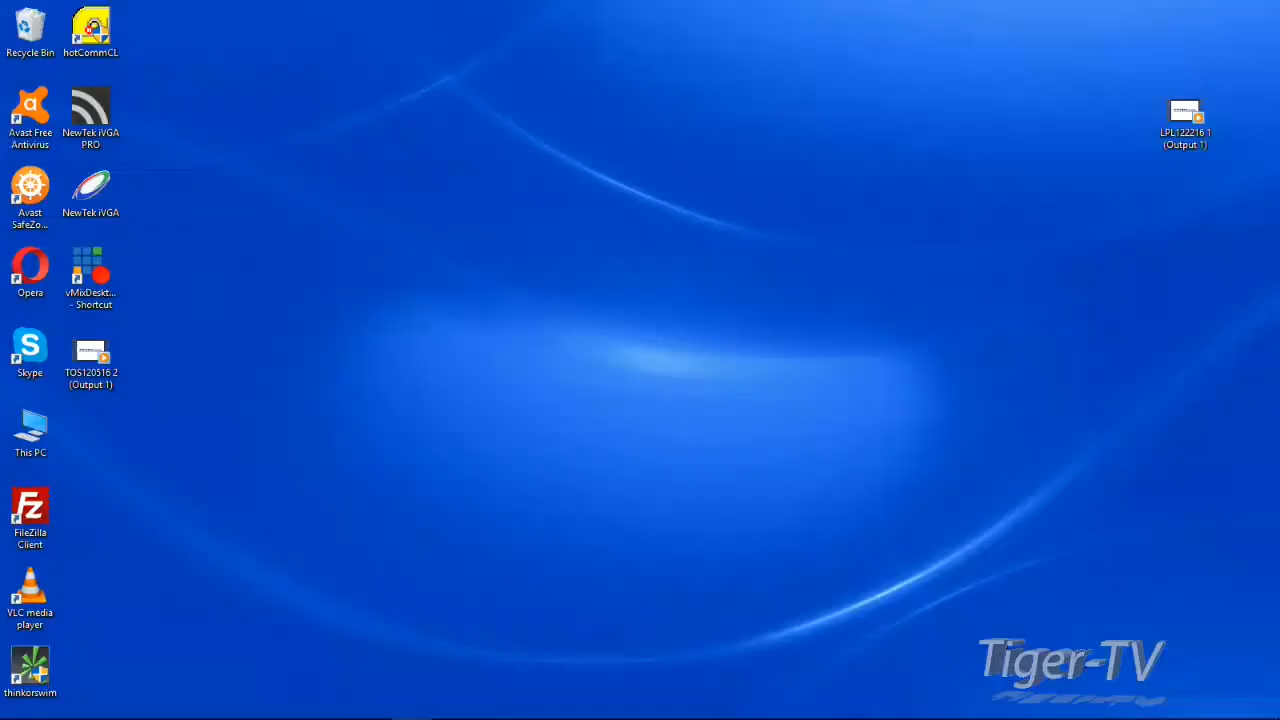 Recycle Bin
hotCommCL
Avast Free
Antivirus
NewTek iVGA
PRO
Avast
SafeZo...
NewTek iVGA
Opera
vMixDeskt...
- Shortcut
Skype
TOS120516 2
(Output 1)
This PC
FileZilla
Client
VLC media
player
thinkorswim
LPL122216 1
(Output 1)
Tiger-TV